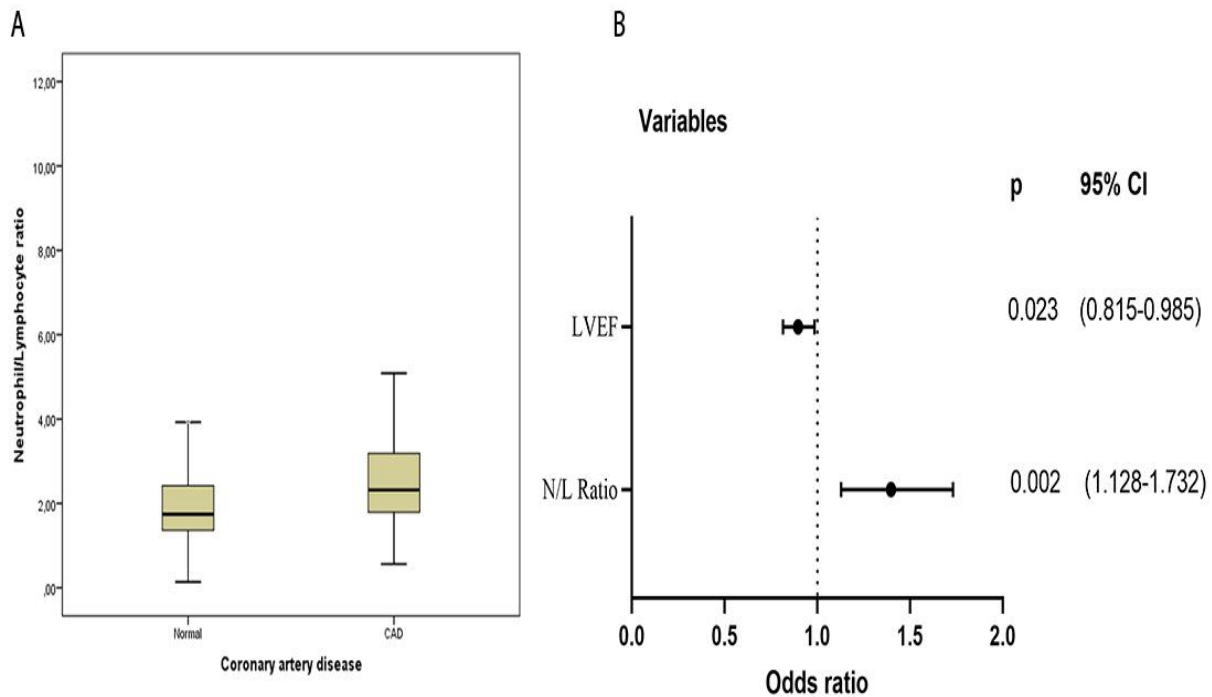 A
12,00
10,00
8,00
6,00
4,00
2,00
,00
Neutrophil/Lymphocyte ratio
Normal
CAD
Coronary artery disease
B
Variables
p 95% CI
LVEF 0.023 (0.815-0.985)
N/L Ratio 0.002 (1.128-1.732)
0.0 0.5 1.0 1.5 2.0
Odds ratio